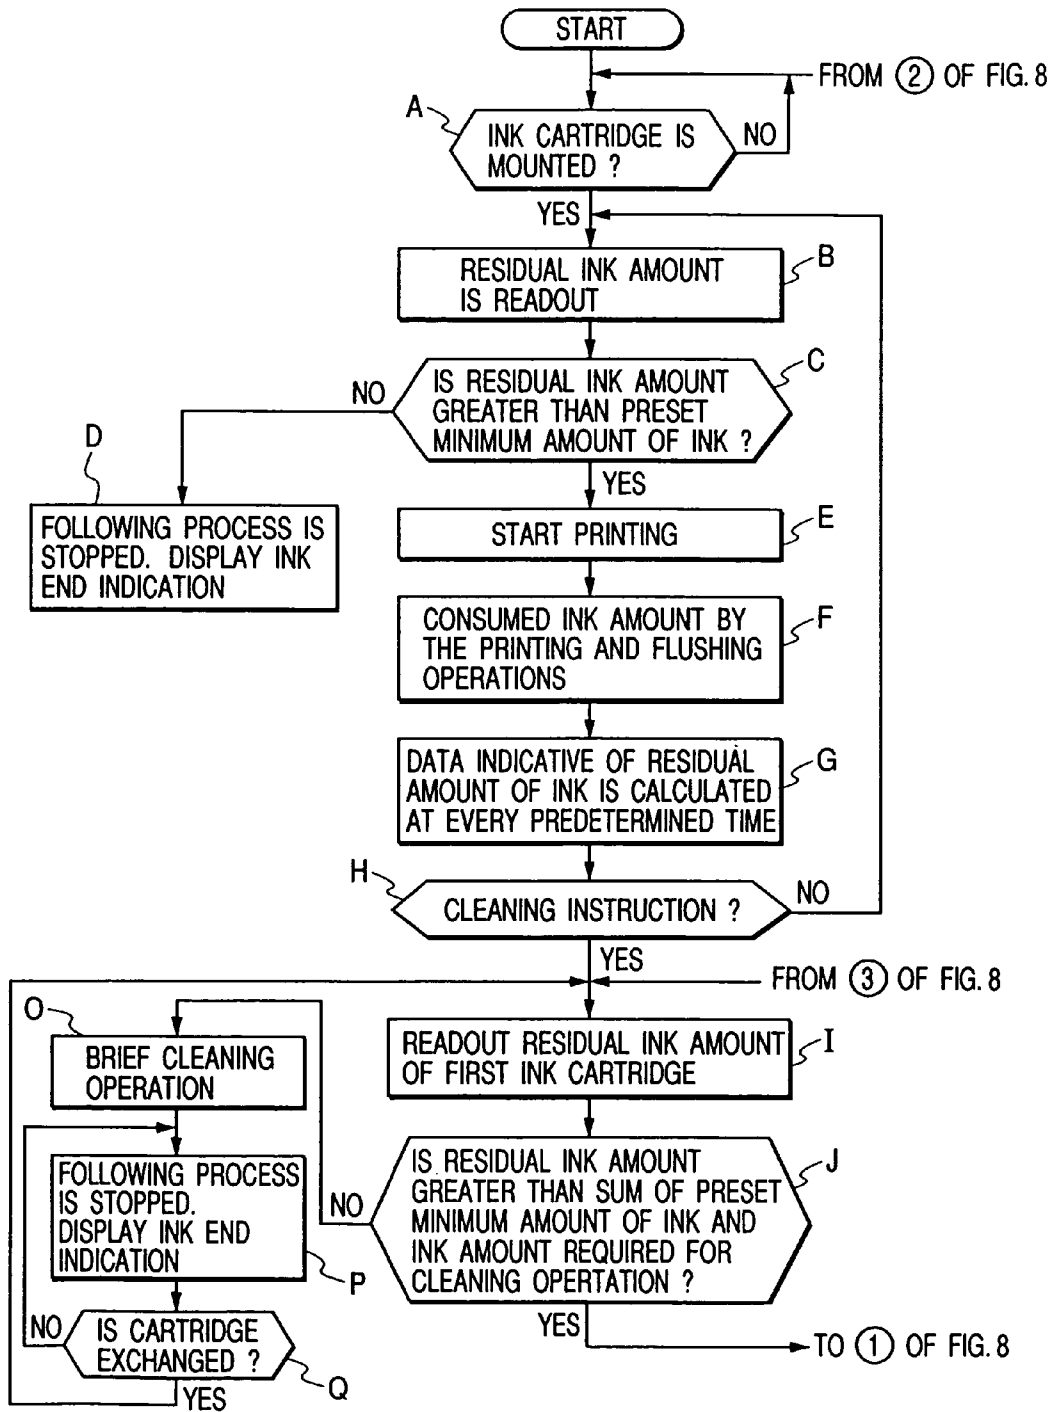 START
FROM ② OF FIG. 8
A
INK CARTRIDGE IS
MOUNTED ?
NO
YES
B
RESIDUAL INK AMOUNT
IS READOUT
C
IS RESIDUAL INK AMOUNT
GREATER THAN PRESET
MINIMUM AMOUNT OF INK ?
NO
YES
D
FOLLOWING PROCESS IS
STOPPED. DISPLAY INK
END INDICATION
E
START PRINTING
F
CONSUMED INK AMOUNT BY
THE PRINTING AND FLUSHING
OPERATIONS
G
DATA INDICATIVE OF RESIDUAL
AMOUNT OF INK IS CALCULATED
AT EVERY PREDETERMINED TIME
H
CLEANING INSTRUCTION ?
NO
YES
FROM ③ OF FIG. 8
I
READOUT RESIDUAL INK AMOUNT
OF FIRST INK CARTRIDGE
J
IS RESIDUAL INK AMOUNT
GREATER THAN SUM OF PRESET
MINIMUM AMOUNT OF INK AND
INK AMOUNT REQUIRED FOR
CLEANING OPERTATION ?
NO
YES
TO ① OF FIG. 8
O
BRIEF CLEANING
OPERATION
FOLLOWING PROCESS
IS STOPPED.
DISPLAY INK END
INDICATION
P
IS CARTRIDGE
EXCHANGED ?
NO
Q
YES